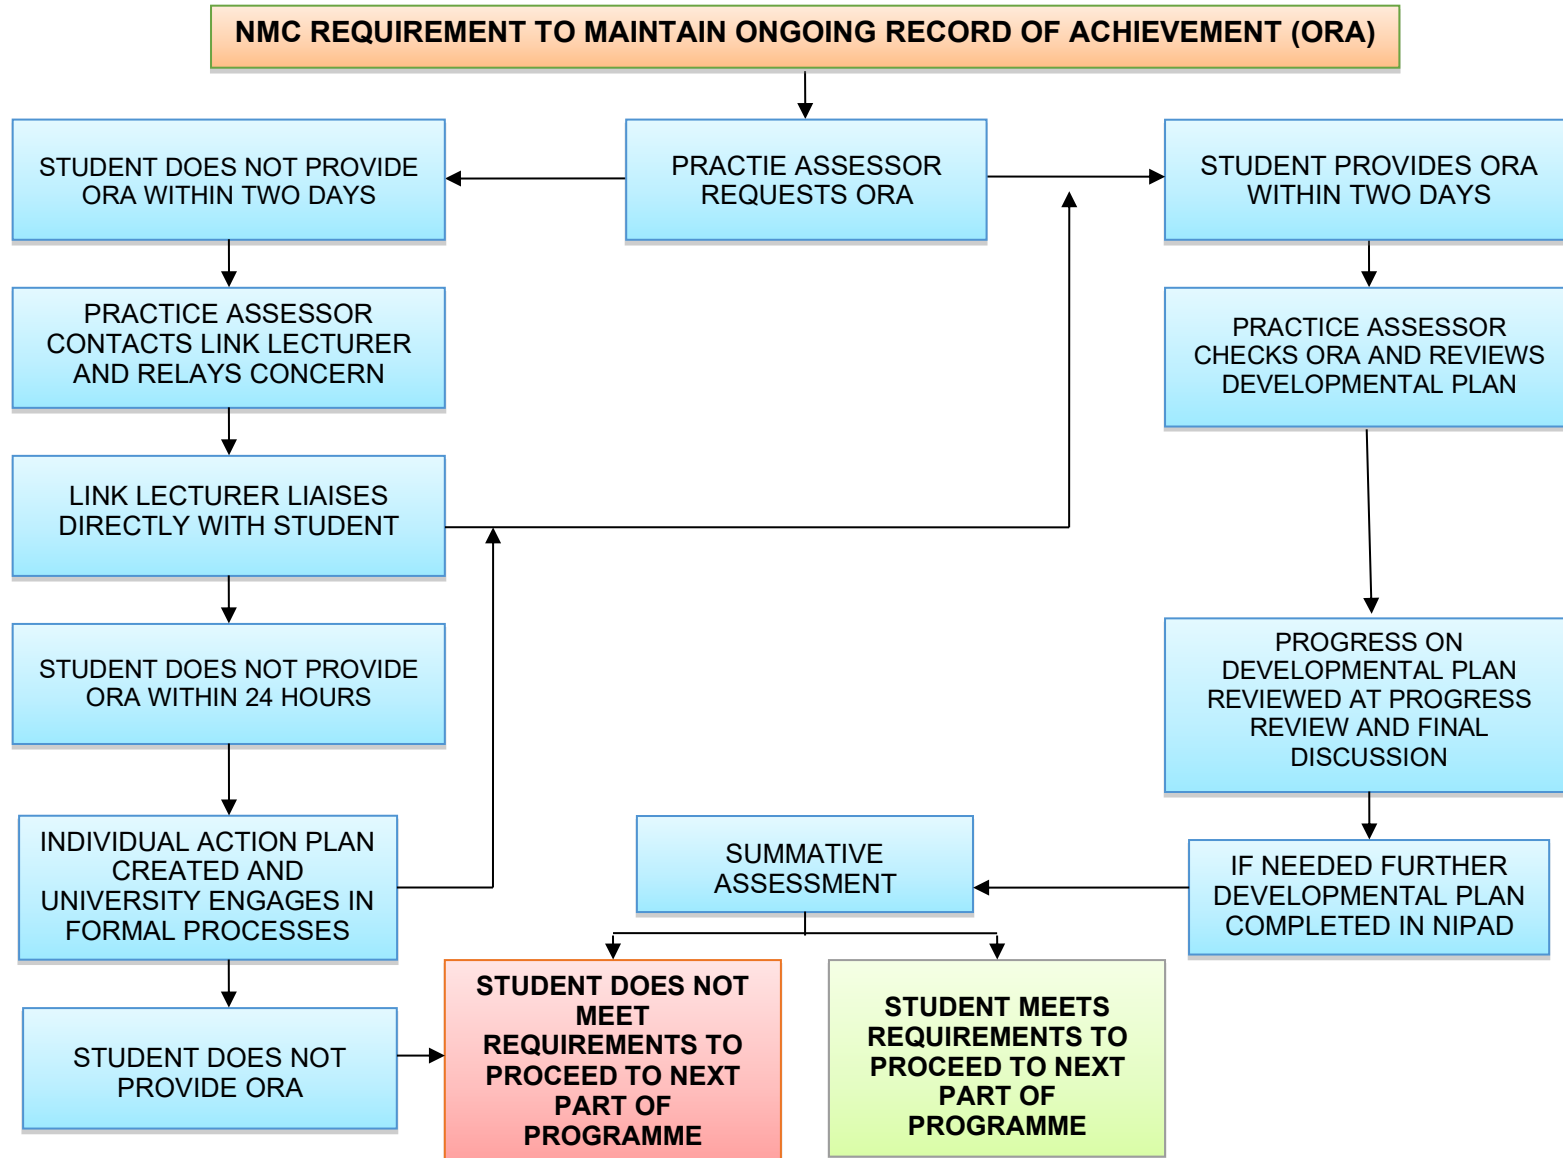 NMC REQUIREMENT TO MAINTAIN ONGOING RECORD OF ACHIEVEMENT (ORA)
STUDENT DOES NOT PROVIDE
ORA WITHIN TWO DAYS
PRACTIE ASSESSOR
REQUESTS ORA
STUDENT PROVIDES ORA
WITHIN TWO DAYS
PRACTICE ASSESSOR
CONTACTS LINK LECTURER
AND RELAYS CONCERN
PRACTICE ASSESSOR
CHECKS ORA AND REVIEWS
DEVELOPMENTAL PLAN
LINK LECTURER LIAISES
DIRECTLY WITH STUDENT
STUDENT DOES NOT PROVIDE
ORA WITHIN 24 HOURS
PROGRESS ON
DEVELOPMENTAL PLAN
REVIEWED AT PROGRESS
REVIEW AND FINAL
DISCUSSION
INDIVIDUAL ACTION PLAN
CREATED AND
UNIVERSITY ENGAGES IN
FORMAL PROCESSES
SUMMATIVE
ASSESSMENT
IF NEEDED FURTHER
DEVELOPMENTAL PLAN
COMPLETED IN NIPAD
STUDENT DOES NOT
PROVIDE ORA
STUDENT DOES NOT
MEET
REQUIREMENTS TO
PROCEED TO NEXT
PART OF
PROGRAMME
STUDENT MEETS
REQUIREMENTS TO
PROCEED TO NEXT
PART OF
PROGRAMME